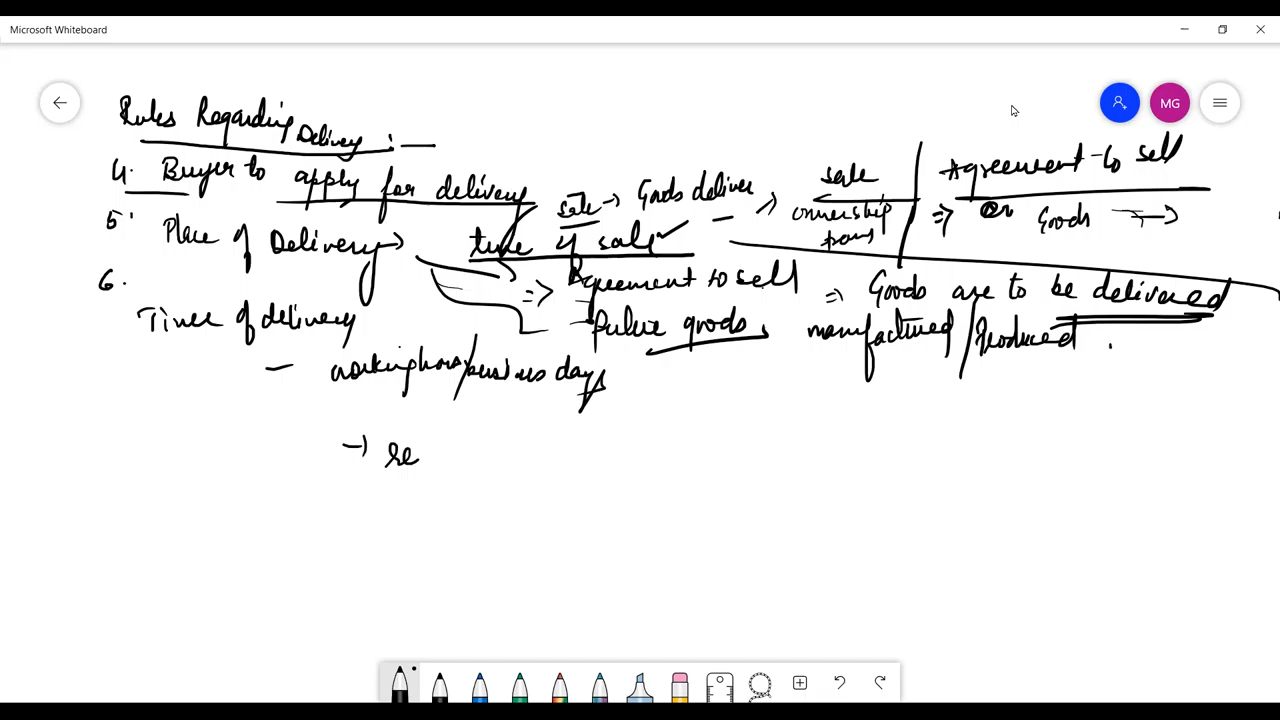 Microsoft Whiteboard
MG
Rules Regarding Delivery :-
4. Buyer to apply for delivery
sale → Goods deliver ⇒ sale
ownership
Agreement to sell
⇒ Goods →
5. Place of Delivery → time of sale ✓
⇒ Agreement to sell ⇒ Goods are to be delivered
→ Future goods, manufactured/Produced.
6. Time of delivery
- working hours/business days
→ re